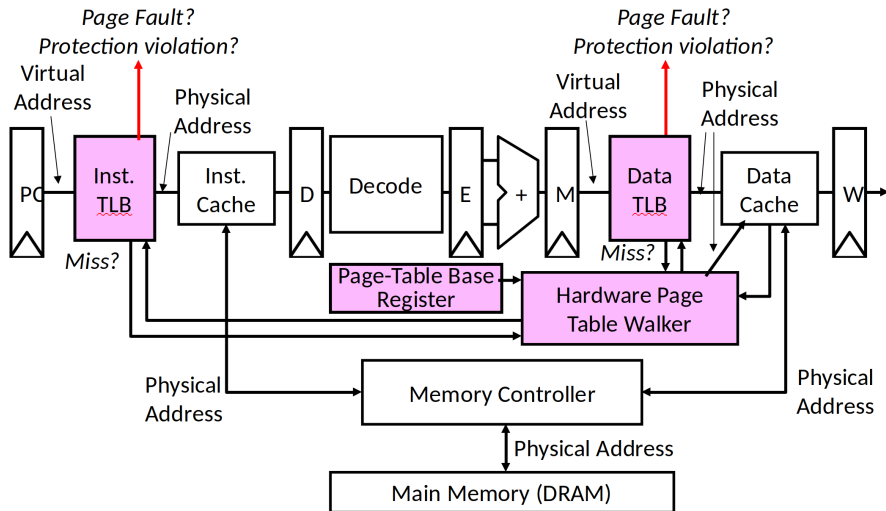 Page Fault?
Protection violation?
Page Fault?
Protection violation?
Virtual
Address
Physical
Address
Virtual
Address
Physical
Address
PC
Inst.
TLB
Inst.
Cache
D
Decode
E
+
M
Data
TLB
Data
Cache
W
Miss?
Miss?
Page-Table Base
Register
Hardware Page
Table Walker
Physical
Address
Memory Controller
Physical
Address
Physical Address
Main Memory (DRAM)